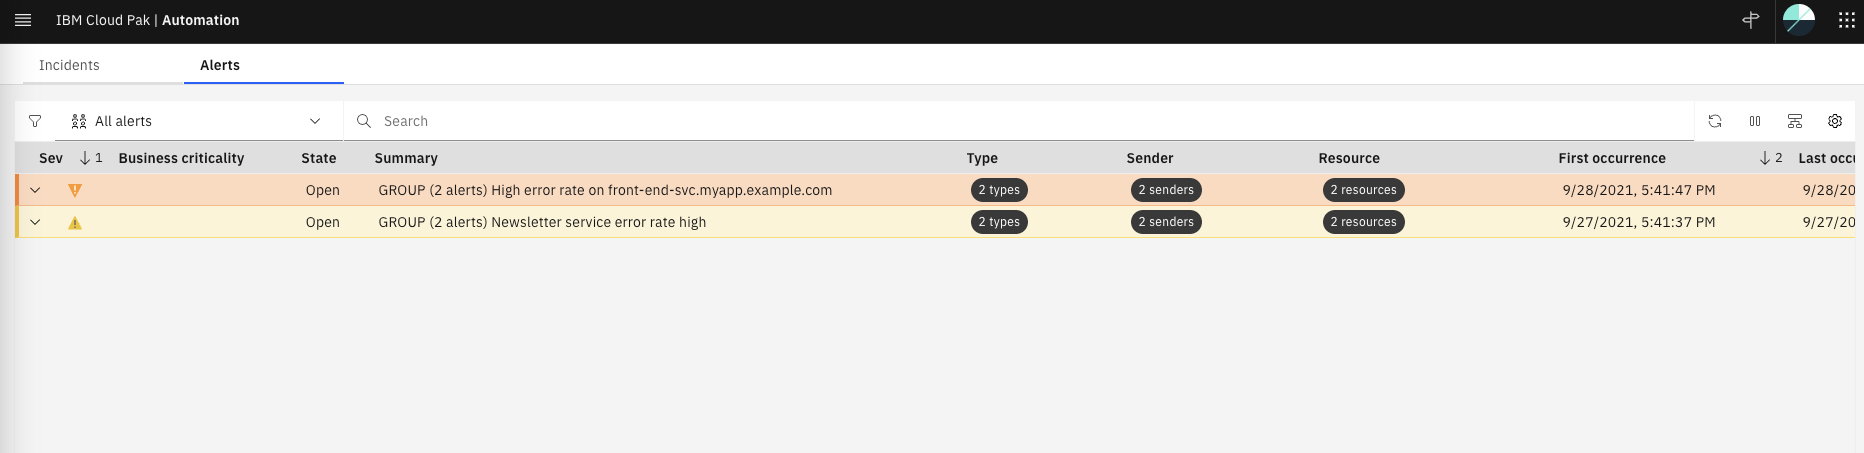 IBM Cloud Pak | Automation
Incidents Alerts
All alerts Search
Sev 1 Business criticality State Summary Type Sender Resource First occurrence 2 Last occu
Open GROUP (2 alerts) High error rate on front-end-svc.myapp.example.com 2 types 2 senders 2 resources 9/28/2021, 5:41:47 PM 9/28/20
Open GROUP (2 alerts) Newsletter service error rate high 2 types 2 senders 2 resources 9/27/2021, 5:41:37 PM 9/27/20